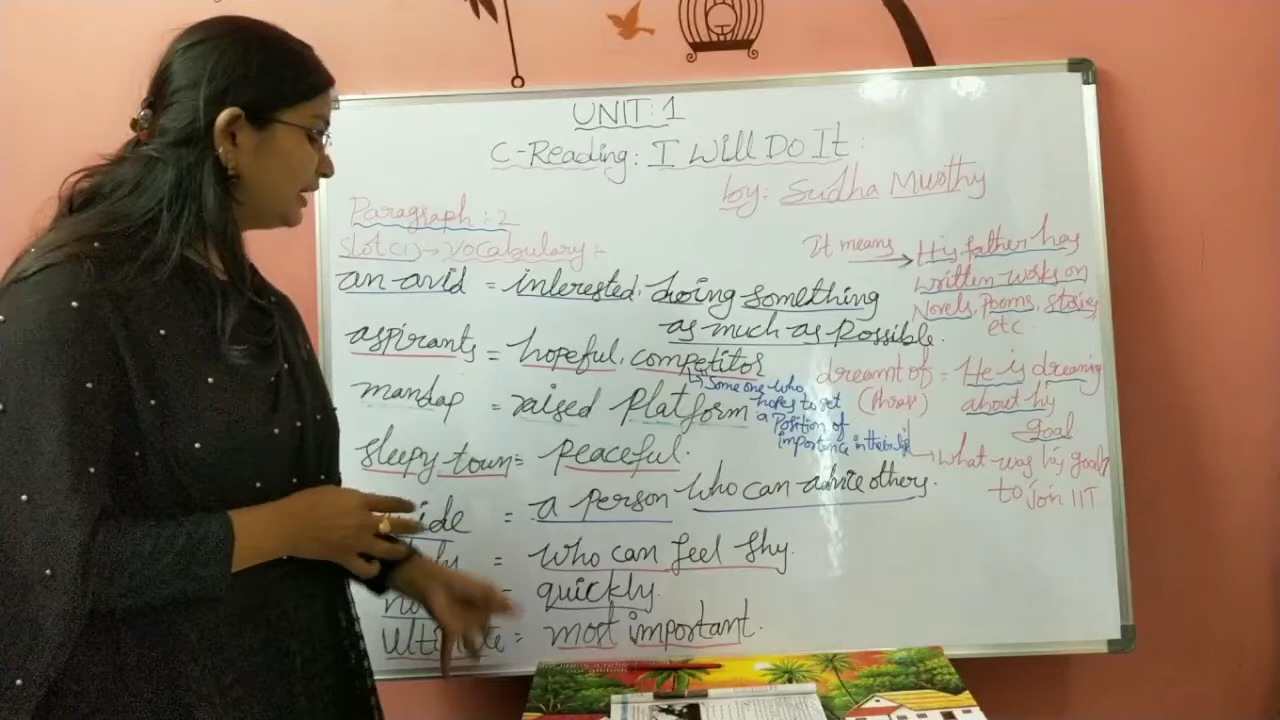 UNIT: 1
C-Reading: I Will Do It:
by: Sudha Murthy
Paragraph: 2
Slot(1) → Vocabulary:-
an avid = interested, doing something
as much as possible.
aspirants = hopeful, competitor
Someone who
hopes to get
a Position of
importance in their
mandap = raised Platform
sleepy town = peaceful.
= a person who can advice others.
= who can feel shy.
= quickly.
Ultimate = most important.
It means → His father has
written works on
Novels, Poems, stories
etc
dreamt of = He is dreaming
(Phrase) about his
goal
→ what was his goal
to Join IIT